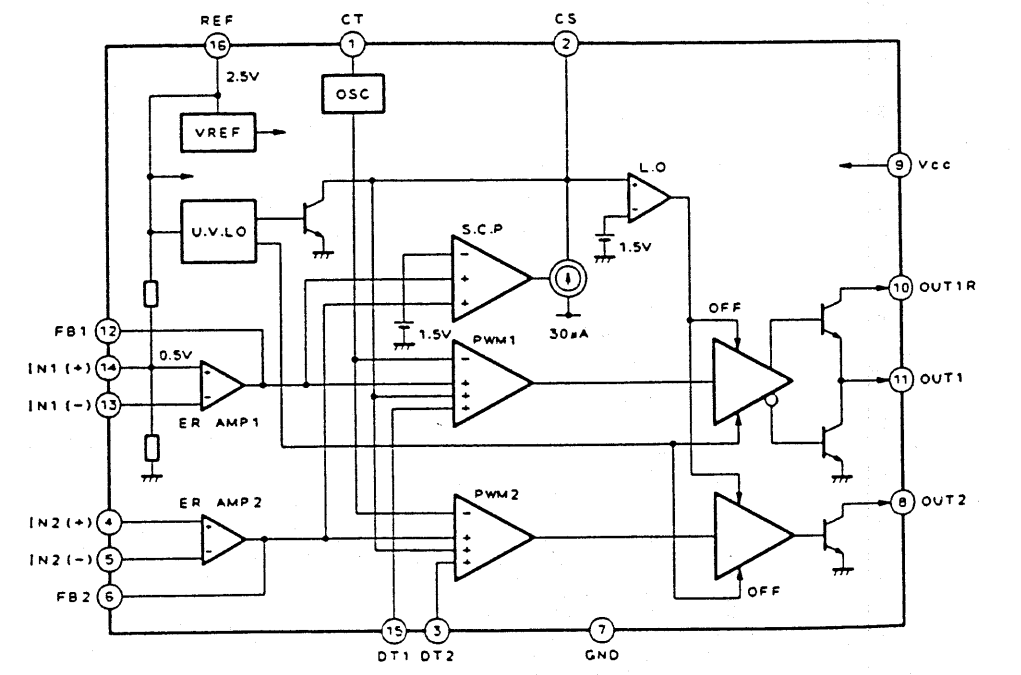 REF CT CS
16 1 2
2.5V
OSC
VREF
L.O
9 Vcc
U.V.LO
S.C.P
1.5V
10 OUT1R
OFF
FB1 12
1.5V
30μA
PWM1
0.5V
IN1(+) 14
11 OUT1
IN1(-) 13
ER AMP1
ER AMP2
PWM2
8 OUT2
IN2(+) 4
IN2(-) 5
FB2 6
OFF
15 3 7
DT1 DT2 GND